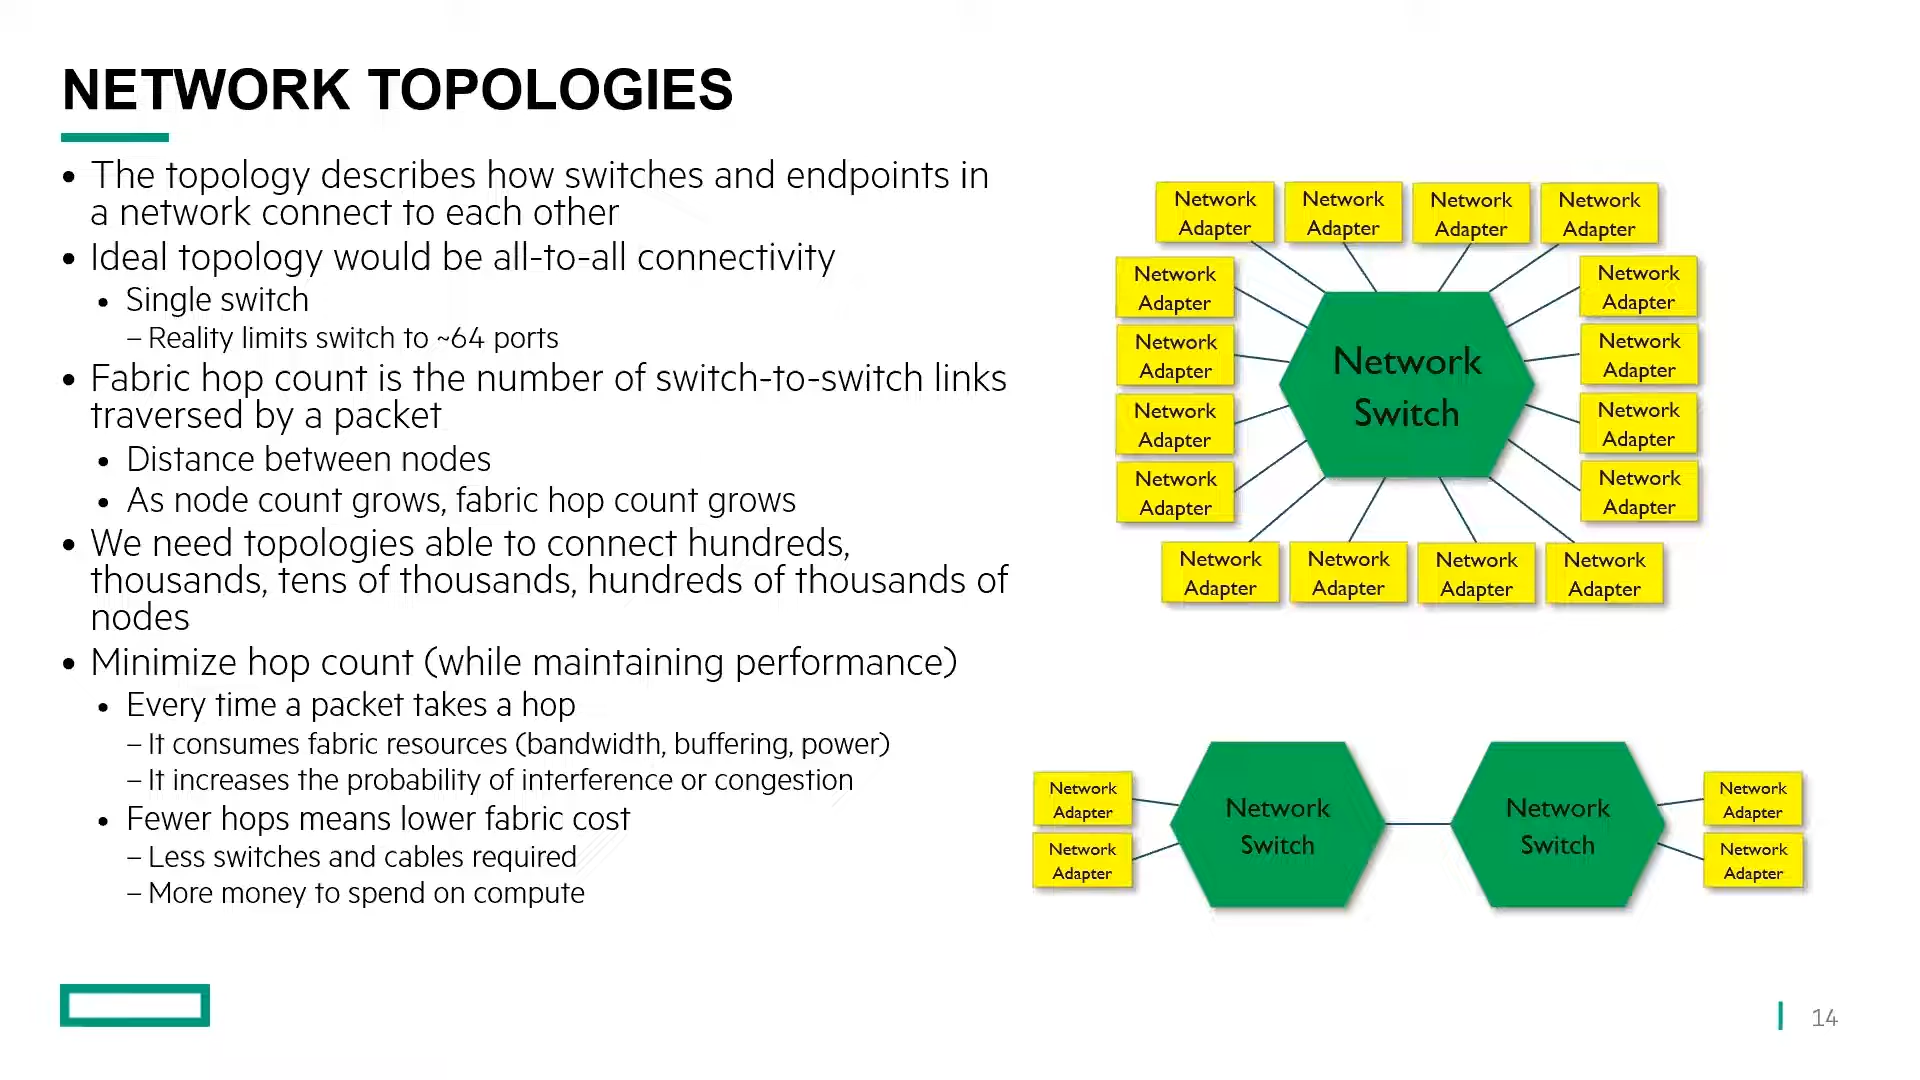 NETWORK TOPOLOGIES
• The topology describes how switches and endpoints in
a network connect to each other
• Ideal topology would be all-to-all connectivity
• Single switch
– Reality limits switch to ~64 ports
• Fabric hop count is the number of switch-to-switch links
traversed by a packet
• Distance between nodes
• As node count grows, fabric hop count grows
• We need topologies able to connect hundreds,
thousands, tens of thousands, hundreds of thousands of
nodes
• Minimize hop count (while maintaining performance)
• Every time a packet takes a hop
– It consumes fabric resources (bandwidth, buffering, power)
– It increases the probability of interference or congestion
• Fewer hops means lower fabric cost
– Less switches and cables required
– More money to spend on compute
Network
Adapter
Network
Adapter
Network
Adapter
Network
Adapter
Network
Adapter
Network
Adapter
Network
Adapter
Network
Adapter
Network
Switch
Network
Adapter
Network
Adapter
Network
Adapter
Network
Adapter
Network
Adapter
Network
Adapter
Network
Adapter
Network
Adapter
Network
Adapter
Network
Adapter
Network
Switch
Network
Switch
Network
Adapter
Network
Adapter
14